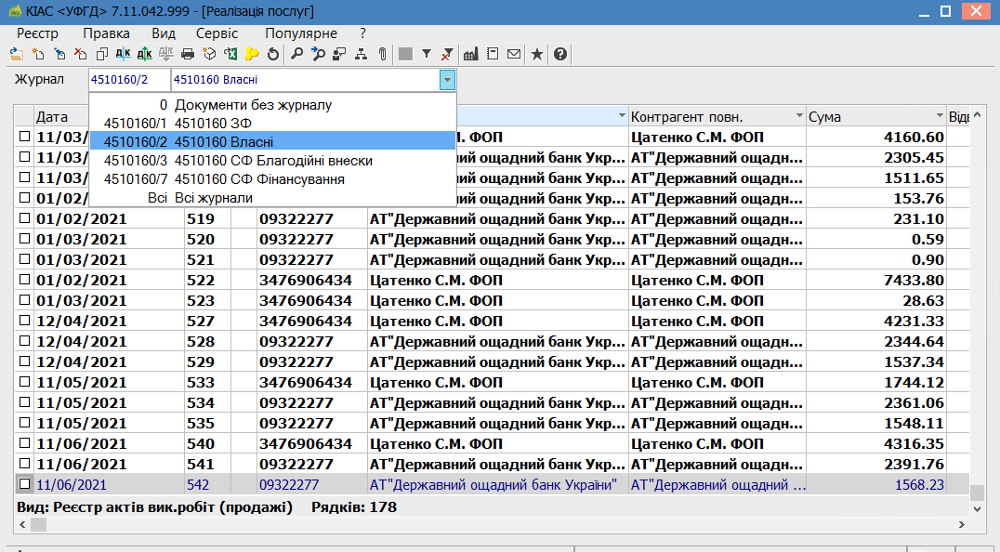 КІАС <УФГД> 7.11.042.999 - [Реалізація послуг]
Реєстр Правка Вид Сервіс Популярне ?
Журнал 4510160/2 4510160 Власні
0 Документи без журналу
4510160/1 4510160 ЗФ
4510160/2 4510160 Власні
4510160/3 4510160 СФ Благодійні внески
4510160/7 4510160 СФ Фінансування
Всі Всі журнали
Дата Контрагент повн. Сума Відв
11/03/ І. ФОП Цатенко С.М. ФОП 4160.60
11/03/ ий ощадний банк Укр... АТ"Державний ощадн... 2305.45
11/03/ ий ощадний банк Укр... АТ"Державний ощадн... 1511.65
01/02/ ий ощадний банк Укр... АТ"Державний ощадн... 153.76
01/02/2021 519 09322277 АТ"Державний ощадний банк Укр... АТ"Державний ощадн... 231.10
01/03/2021 520 09322277 АТ"Державний ощадний банк Укр... АТ"Державний ощадн... 0.59
01/03/2021 521 09322277 АТ"Державний ощадний банк Укр... АТ"Державний ощадн... 0.90
01/02/2021 522 3476906434 Цатенко С.М. ФОП Цатенко С.М. ФОП 7433.80
01/03/2021 523 3476906434 Цатенко С.М. ФОП Цатенко С.М. ФОП 28.63
12/04/2021 527 3476906434 Цатенко С.М. ФОП Цатенко С.М. ФОП 4231.33
12/04/2021 528 09322277 АТ"Державний ощадний банк Укр... АТ"Державний ощадн... 2344.64
12/04/2021 529 09322277 АТ"Державний ощадний банк Укр... АТ"Державний ощадн... 1537.34
11/05/2021 533 3476906434 Цатенко С.М. ФОП Цатенко С.М. ФОП 1744.12
11/05/2021 534 09322277 АТ"Державний ощадний банк Укр... АТ"Державний ощадн... 2361.06
11/05/2021 535 09322277 АТ"Державний ощадний банк Укр... АТ"Державний ощадн... 1548.11
11/06/2021 540 3476906434 Цатенко С.М. ФОП Цатенко С.М. ФОП 4316.35
11/06/2021 541 09322277 АТ"Державний ощадний банк Укр... АТ"Державний ощадн... 2391.76
11/06/2021 542 09322277 АТ"Державний ощадний банк України" АТ"Державний ощадний ... 1568.23
Вид: Реєстр актів вик.робіт (продажі) Рядків: 178